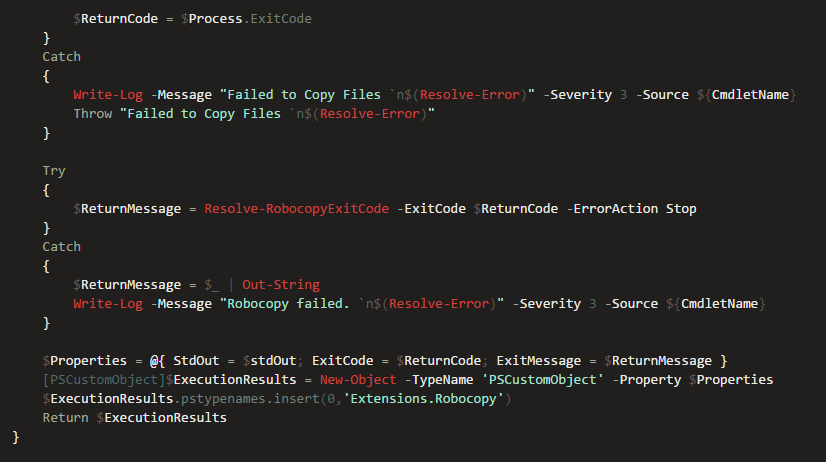 $ReturnCode = $Process.ExitCode
    }
    Catch
    {
        Write-Log -Message "Failed to Copy Files `n$(Resolve-Error)" -Severity 3 -Source ${CmdletName}
        Throw "Failed to Copy Files `n$(Resolve-Error)"
    }

    Try
    {
        $ReturnMessage = Resolve-RobocopyExitCode -ExitCode $ReturnCode -ErrorAction Stop
    }
    Catch
    {
        $ReturnMessage = $_ | Out-String
        Write-Log -Message "Robocopy failed. `n$(Resolve-Error)" -Severity 3 -Source ${CmdletName}
    }

    $Properties = @{ StdOut = $stdOut; ExitCode = $ReturnCode; ExitMessage = $ReturnMessage }
    [PSCustomObject]$ExecutionResults = New-Object -TypeName 'PSCustomObject' -Property $Properties
    $ExecutionResults.pstypenames.insert(0,'Extensions.Robocopy')
    Return $ExecutionResults
}